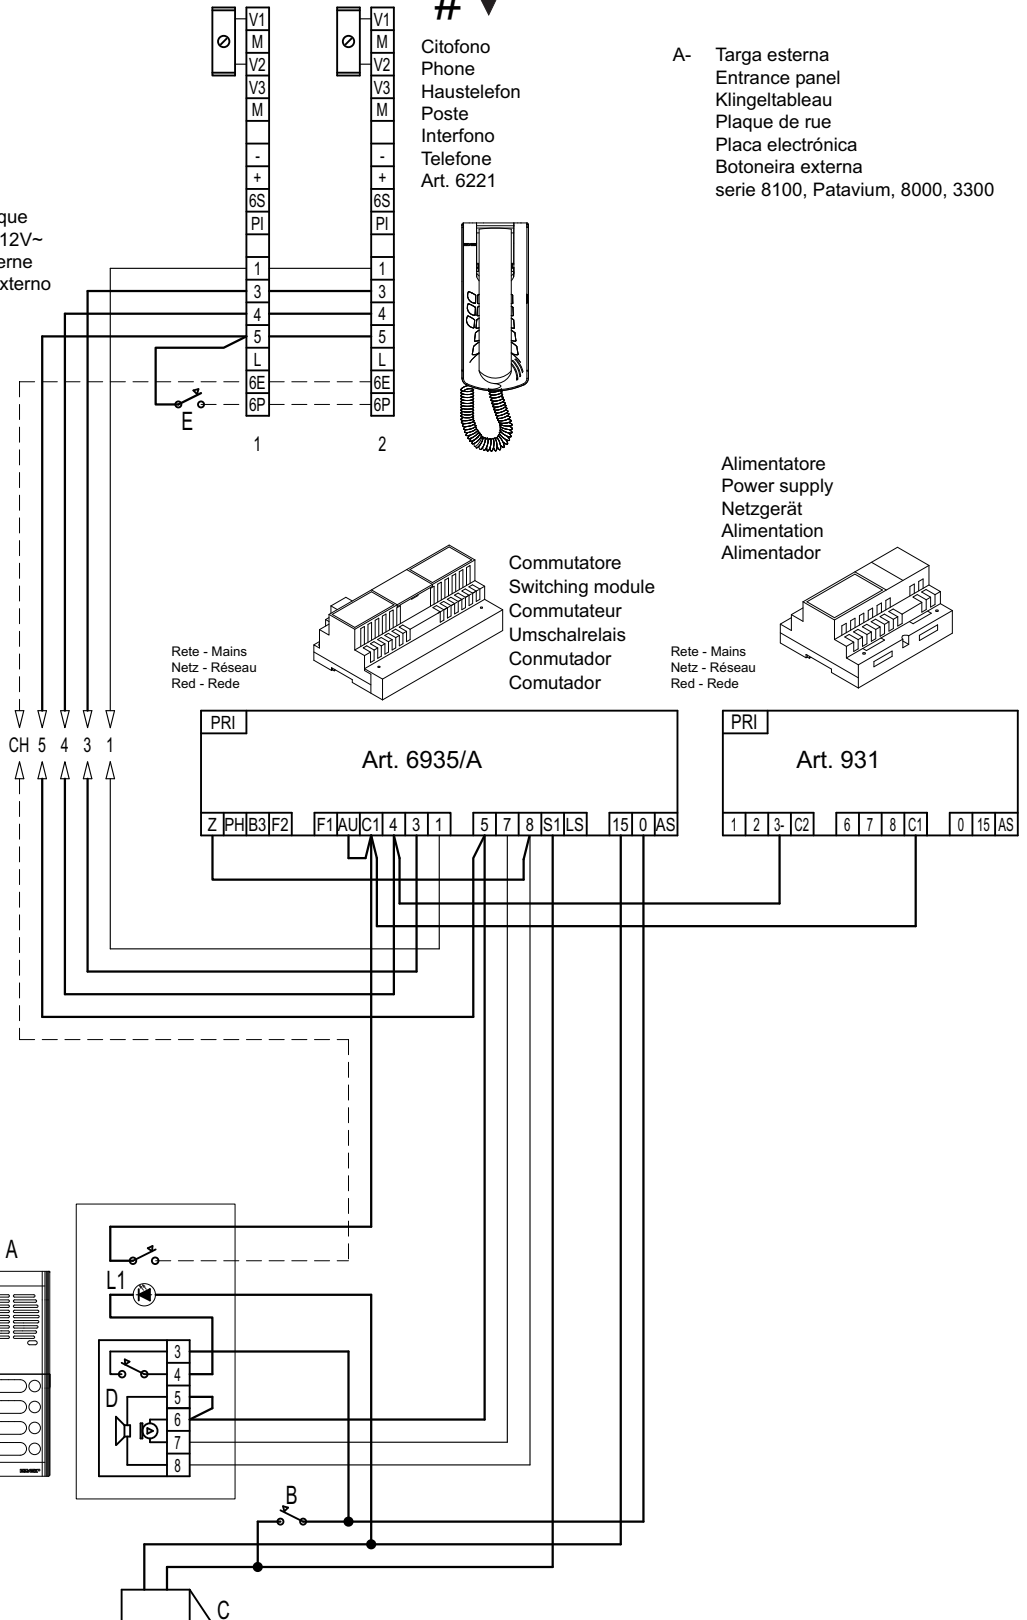 V1
M
V2
V3
M
-
+
6S
PI
1
3
4
5
L
6E
6P
1
V1
M
V2
V3
M
-
+
6S
PI
1
3
4
5
L
6E
6P
2
E
#
Citofono
Phone
Haustelefon
Poste
Interfono
Telefone
Art. 6221
A- Targa esterna
Entrance panel
Klingeltableau
Plaque de rue
Placa electrónica
Botoneira externa
serie 8100, Patavium, 8000, 3300
que
12V~
erne
xterno
Alimentatore
Power supply
Netzgerät
Alimentation
Alimentador
Commutatore
Switching module
Commutateur
Umschalrelais
Conmutador
Comutador
Rete - Mains
Netz - Réseau
Red - Rede
Rete - Mains
Netz - Réseau
Red - Rede
CH 5 4 3 1
PRI
Art. 6935/A
Z PH B3 F2 F1 AU C1 4 3 1 5 7 8 S1 LS 15 0 AS
PRI
Art. 931
1 2 3- C2 6 7 8 C1 0 15 AS
A
L1
D
3
4
5
6
7
8
B
C